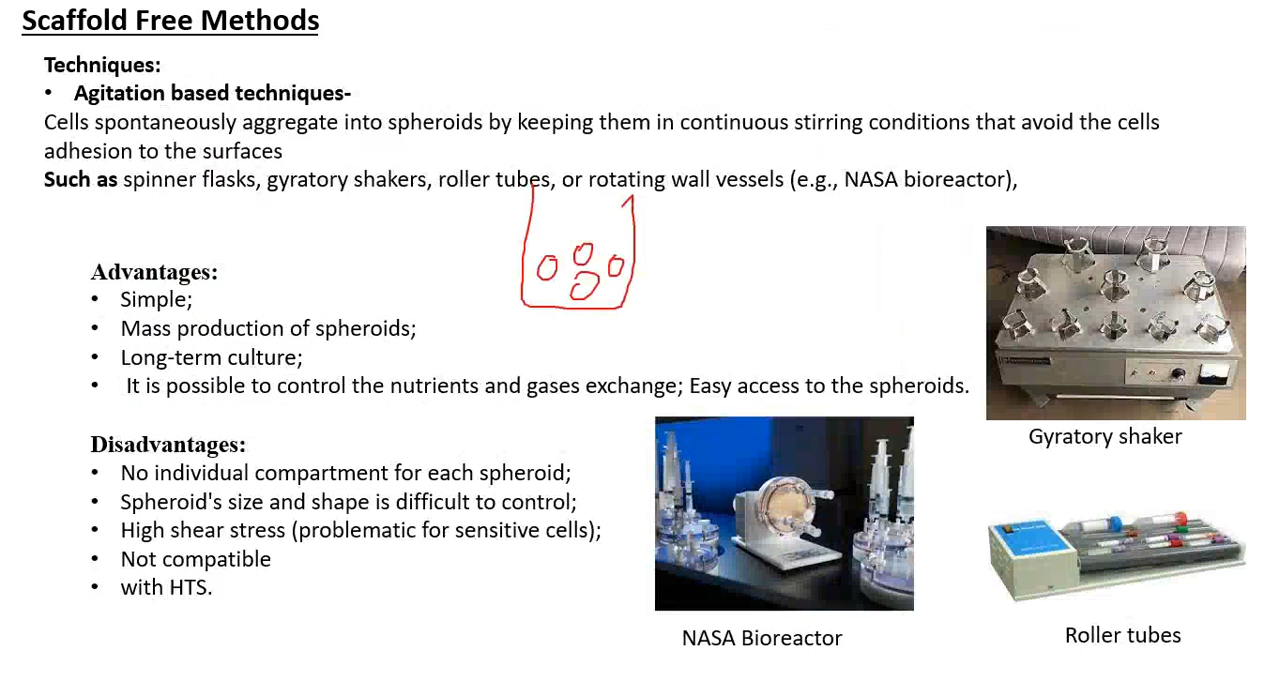 Scaffold Free Methods
Techniques:
• Agitation based techniques-
Cells spontaneously aggregate into spheroids by keeping them in continuous stirring conditions that avoid the cells
adhesion to the surfaces
Such as spinner flasks, gyratory shakers, roller tubes, or rotating wall vessels (e.g., NASA bioreactor),
Advantages:
• Simple;
• Mass production of spheroids;
• Long-term culture;
• It is possible to control the nutrients and gases exchange; Easy access to the spheroids.
Gyratory shaker
Disadvantages:
• No individual compartment for each spheroid;
• Spheroid's size and shape is difficult to control;
• High shear stress (problematic for sensitive cells);
• Not compatible
• with HTS.
NASA Bioreactor
Roller tubes